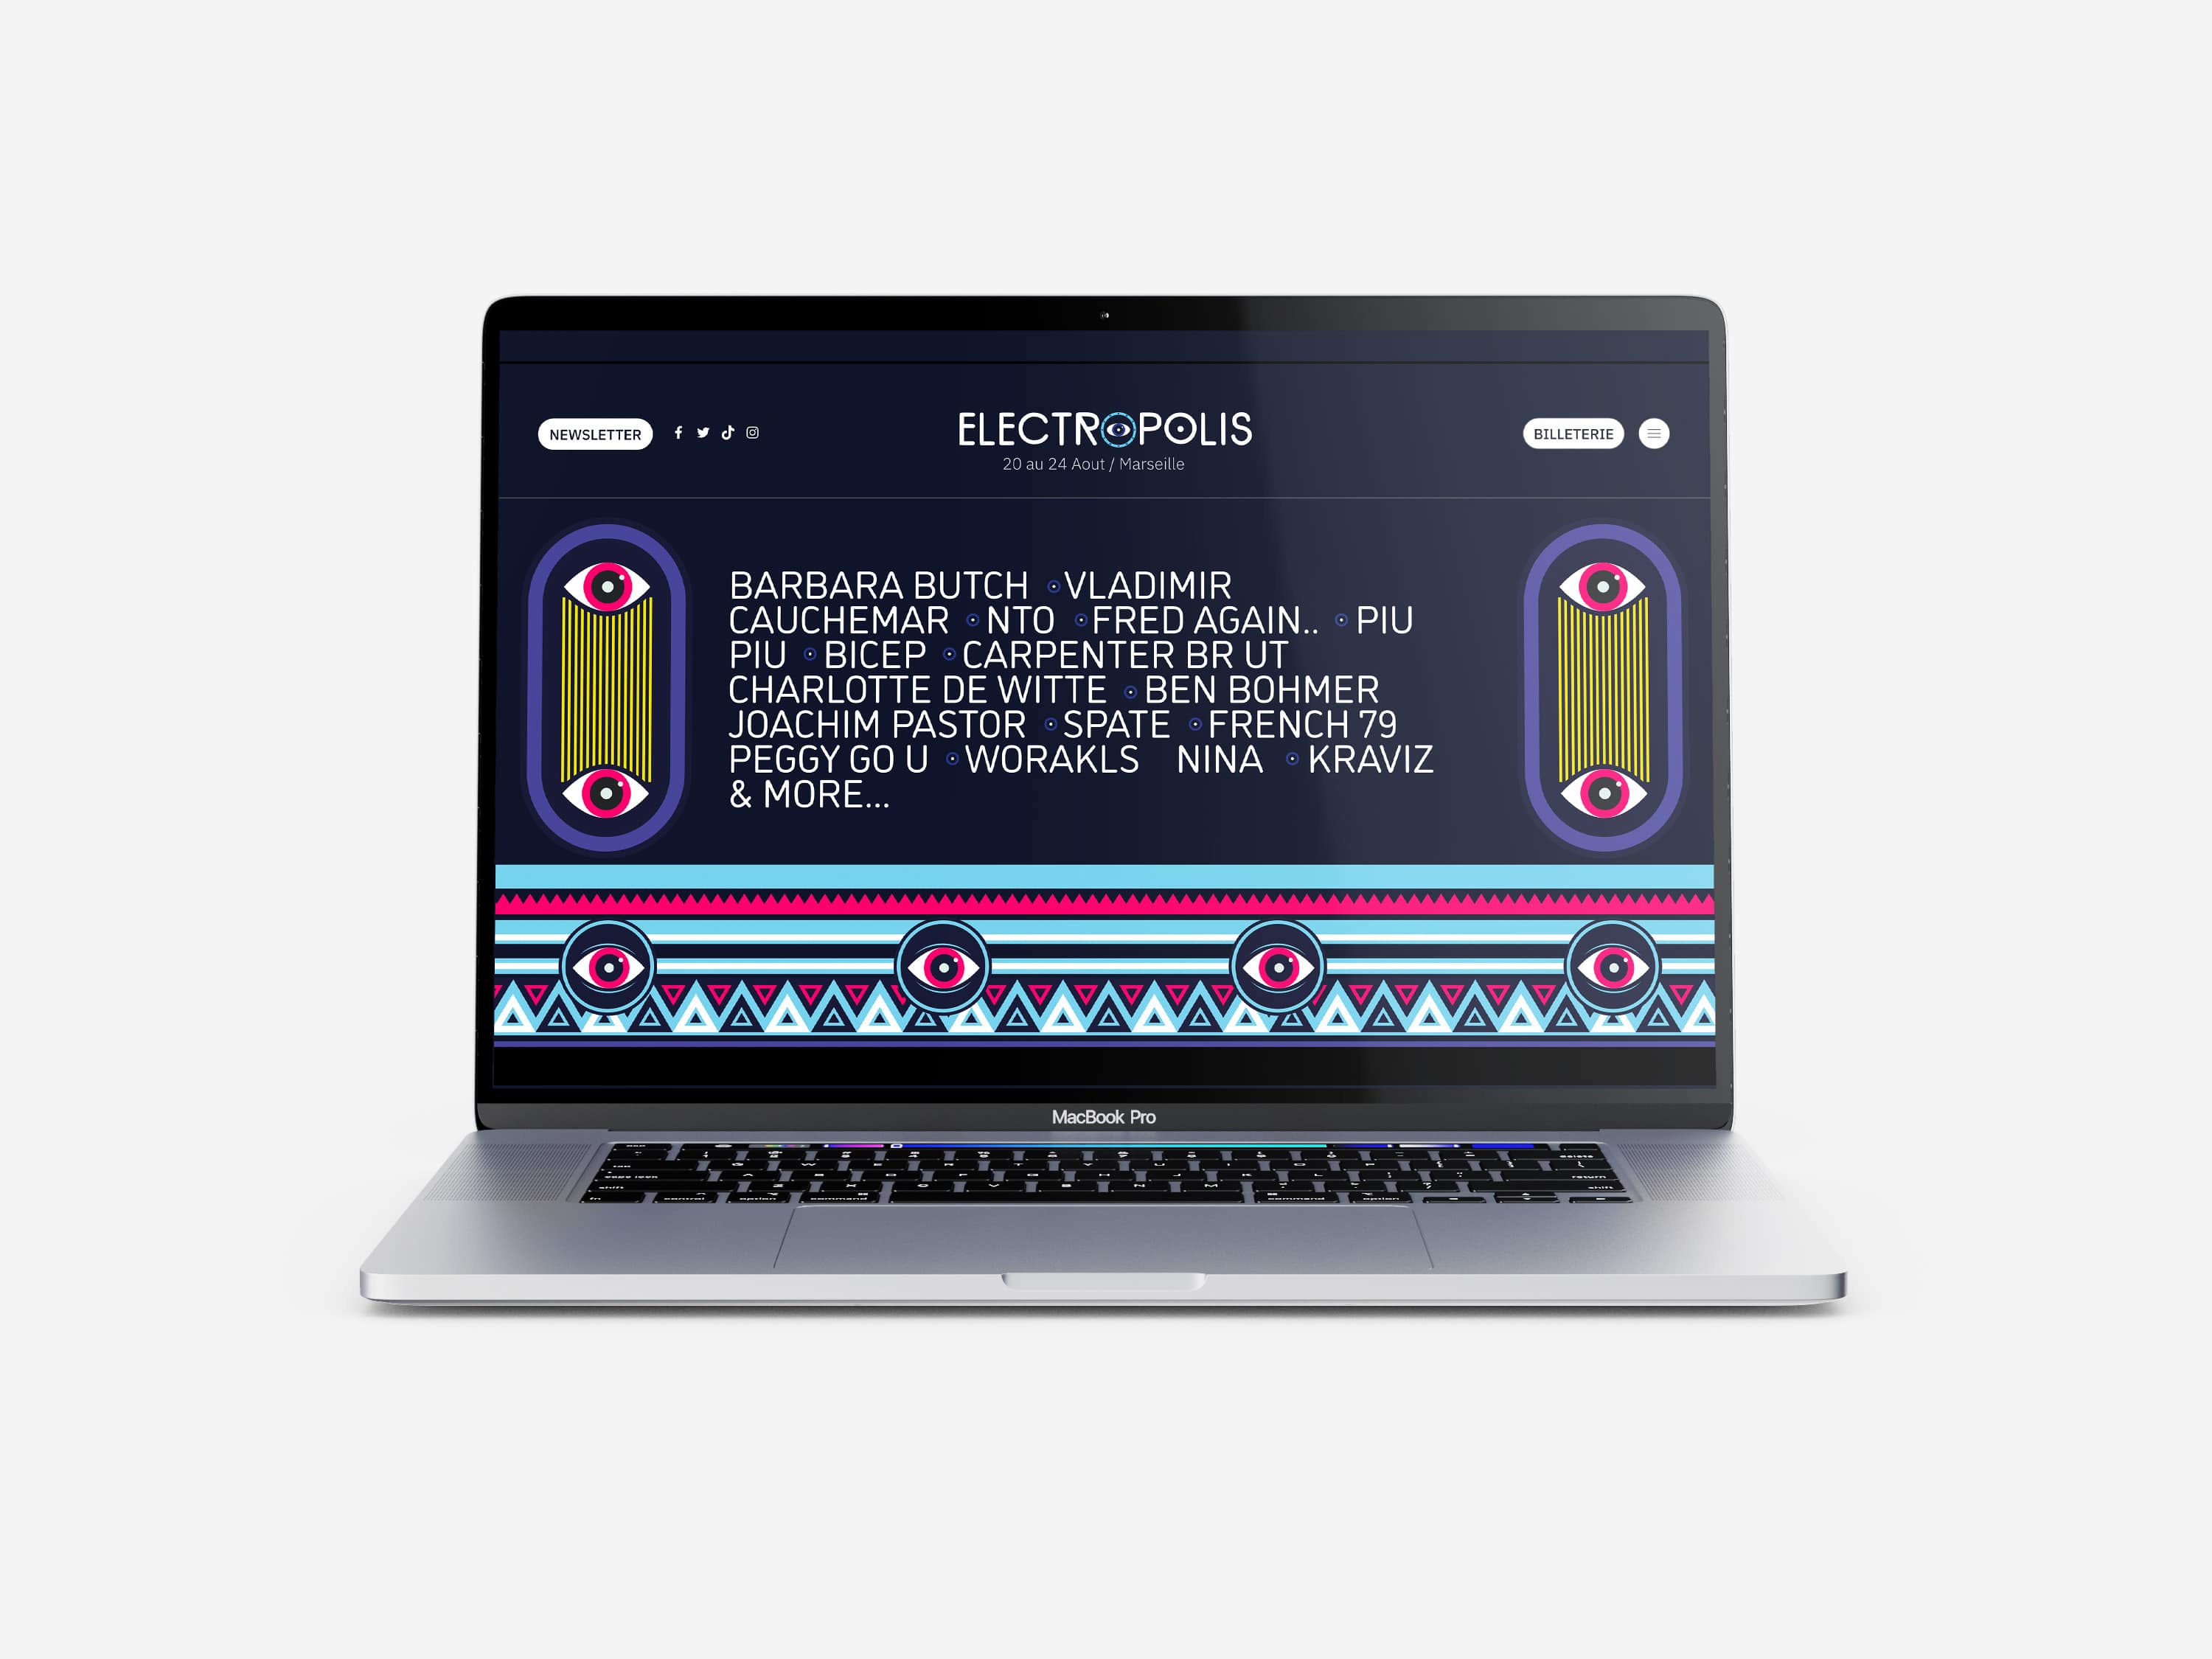 NEWSLETTER
ELECTROPOLIS
20 au 24 Aout / Marseille
BILLETERIE
BARBARA BUTCH VLADIMIR
CAUCHEMAR NTO FRED AGAIN.. PIU
PIU BICEP CARPENTER BR UT
CHARLOTTE DE WITTE BEN BOHMER
JOACHIM PASTOR SPATE FRENCH 79
PEGGY GO U WORAKLS NINA KRAVIZ
& MORE...
MacBook Pro